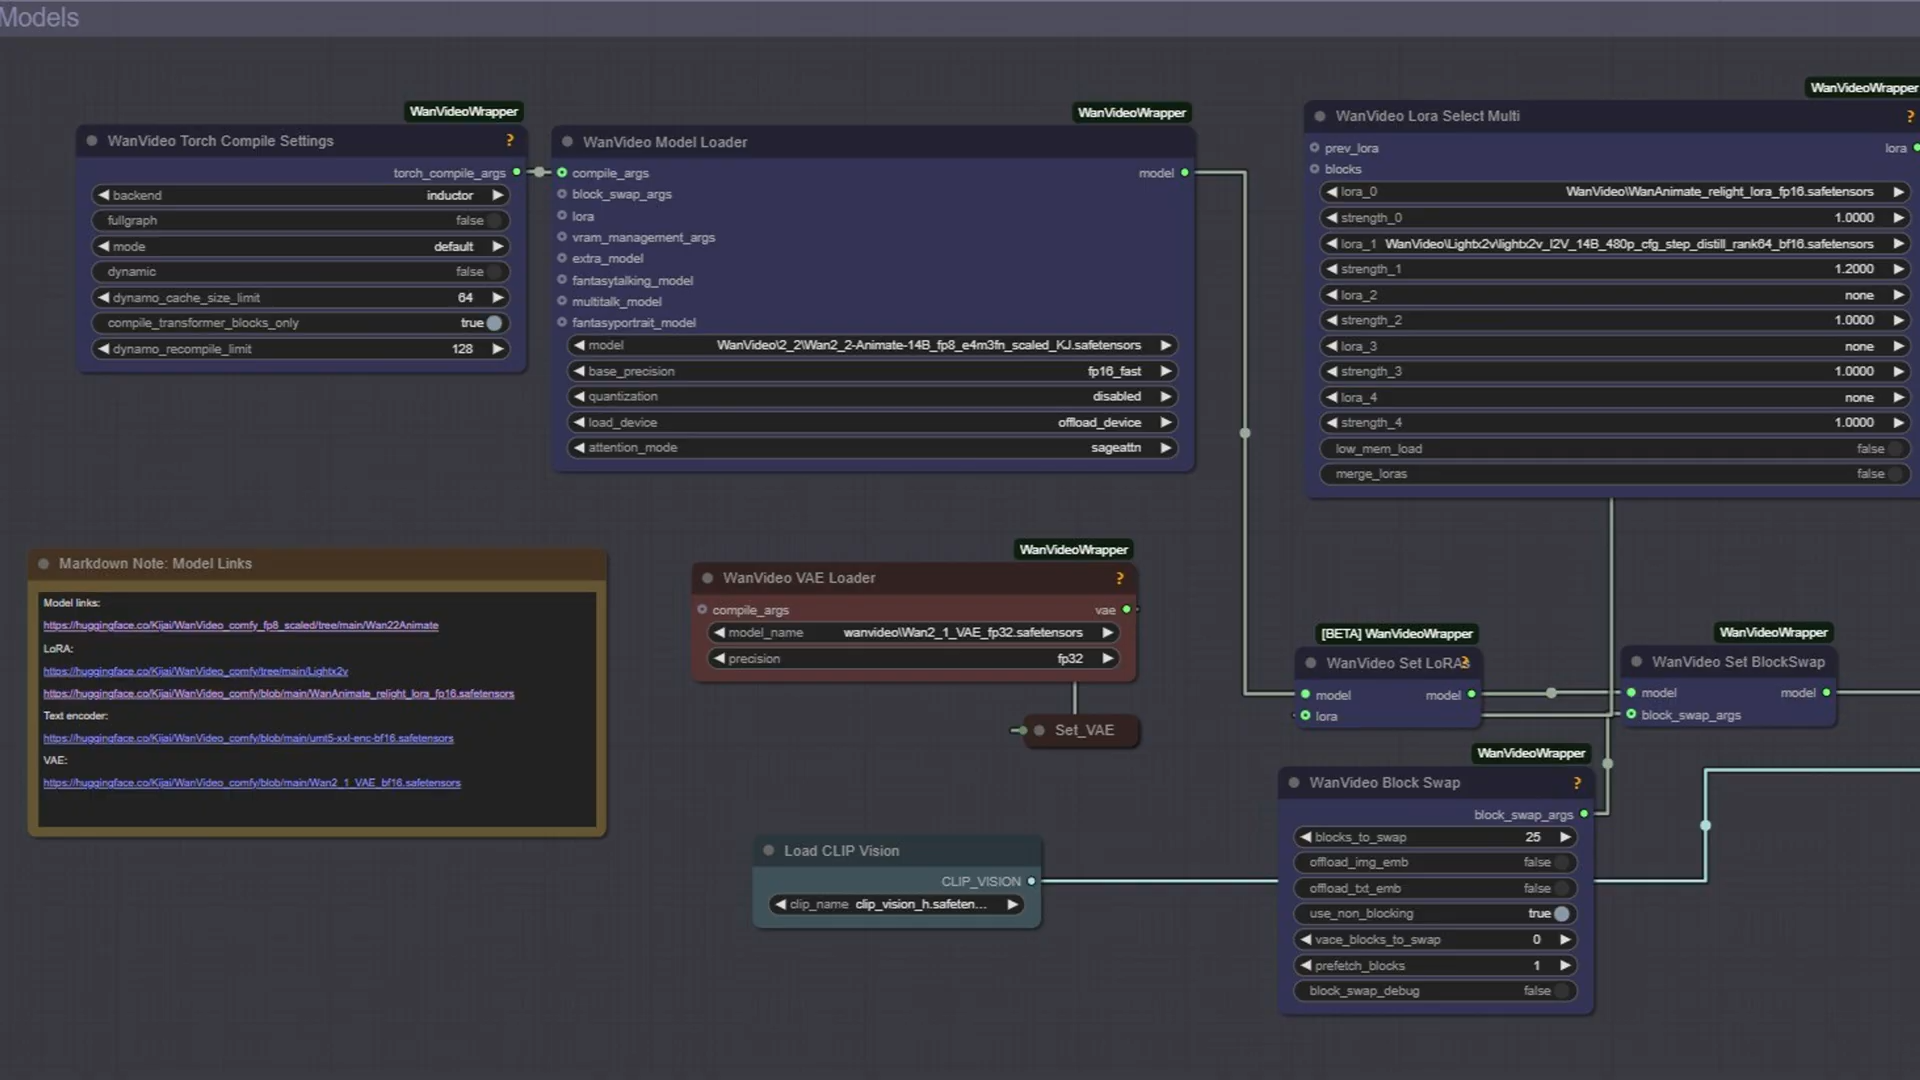 Models
WanVideoWrapper
WanVideo Torch Compile Settings ?
torch_compile_args
backend inductor
fullgraph false
mode default
dynamic false
dynamo_cache_size_limit 64
compile_transformer_blocks_only true
dynamo_recompile_limit 128
WanVideoWrapper
WanVideo Model Loader
compile_args model
block_swap_args
lora
vram_management_args
extra_model
fantasytalking_model
multitalk_model
fantasyportrait_model
model WanVideo\2_2\Wan2_2-Animate-14B_fp8_e4m3fn_scaled_KJ.safetensors
base_precision fp16_fast
quantization disabled
load_device offload_device
attention_mode sageattn
WanVideoWrapper
WanVideo Lora Select Multi ?
prev_lora lora
blocks
lora_0 WanVideo\WanAnimate_relight_lora_fp16.safetensors
strength_0 1.0000
lora_1 WanVideo\Lightx2v\lightx2v_I2V_14B_480p_cfg_step_distill_rank64_bf16.safetensors
strength_1 1.2000
lora_2 none
strength_2 1.0000
lora_3 none
strength_3 1.0000
lora_4 none
strength_4 1.0000
low_mem_load false
merge_loras false
Markdown Note: Model Links
Model links:
https://huggingface.co/Kijai/WanVideo_comfy_fp8_scaled/tree/main/Wan22Animate
LoRA:
https://huggingface.co/Kijai/WanVideo_comfy/tree/main/Lightx2v
https://huggingface.co/Kijai/WanVideo_comfy/blob/main/WanAnimate_relight_lora_fp16.safetensors
Text encoder:
https://huggingface.co/Kijai/WanVideo_comfy/blob/main/umt5-xxl-enc-bf16.safetensors
VAE:
https://huggingface.co/Kijai/WanVideo_comfy/blob/main/Wan2_1_VAE_bf16.safetensors
WanVideoWrapper
WanVideo VAE Loader ?
compile_args vae
model_name wanvideo\Wan2_1_VAE_fp32.safetensors
precision fp32
Set_VAE
Load CLIP Vision
CLIP_VISION
clip_name clip_vision_h.safeten...
[BETA] WanVideoWrapper
WanVideo Set LoRAs ?
model model
lora
WanVideoWrapper
WanVideo Set BlockSwap
model model
block_swap_args
WanVideoWrapper
WanVideo Block Swap ?
block_swap_args
blocks_to_swap 25
offload_img_emb false
offload_txt_emb false
use_non_blocking true
vace_blocks_to_swap 0
prefetch_blocks 1
block_swap_debug false